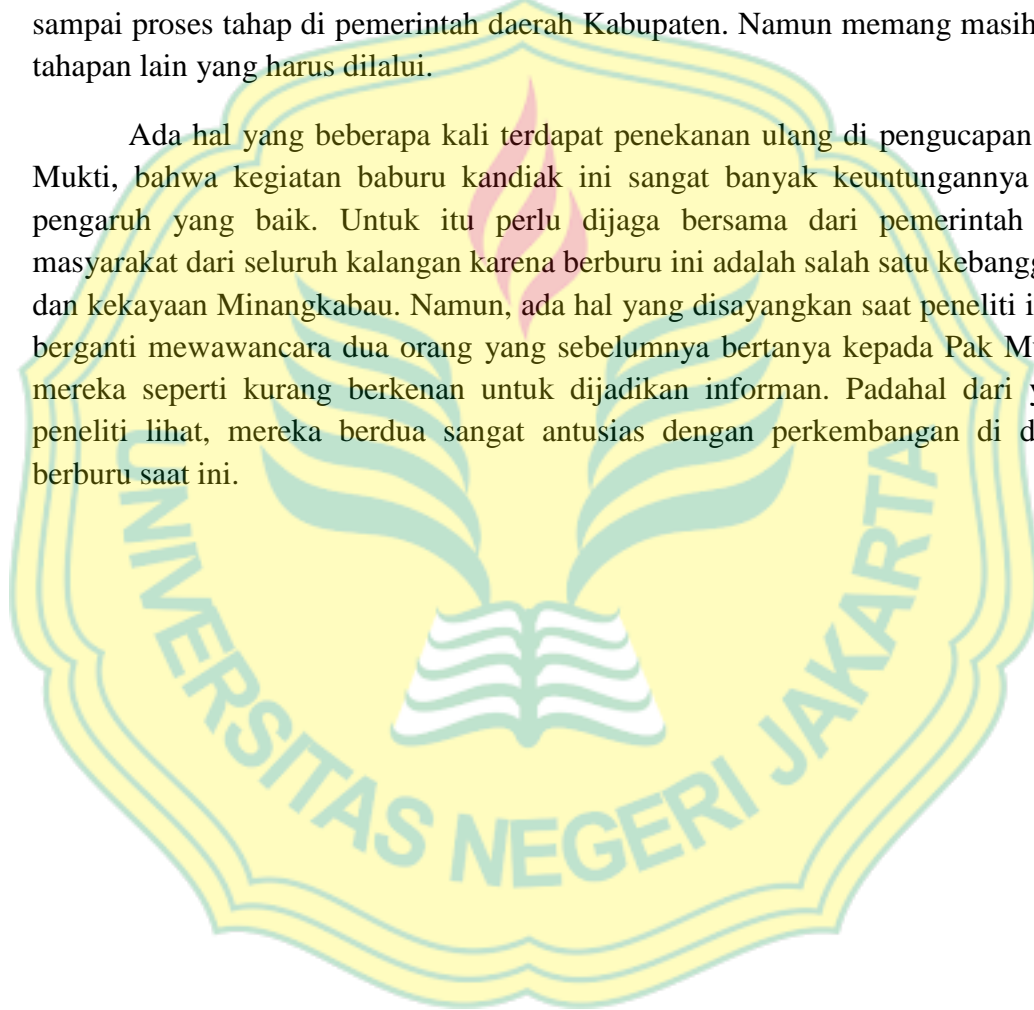 sampai proses tahap di pemerintah daerah Kabupaten. Namun memang masih
tahapan lain yang harus dilalui.
Ada hal yang beberapa kali terdapat penekanan ulang di pengucapan
Mukti, bahwa kegiatan baburu kandiak ini sangat banyak keuntungannya
pengaruh yang baik. Untuk itu perlu dijaga bersama dari pemerintah
masyarakat dari seluruh kalangan karena berburu ini adalah salah satu
dan kekayaan Minangkabau. Namun, ada hal yang disayangkan saat peneliti
berganti mewawancara dua orang yang sebelumnya bertanya kepada Pak
mereka seperti kurang berkenan untuk dijadikan informan. Padahal dari
peneliti lihat, mereka berdua sangat antusias dengan perkembangan di
berburu saat ini.
UNIVERSITAS NEGERI JAKARTA